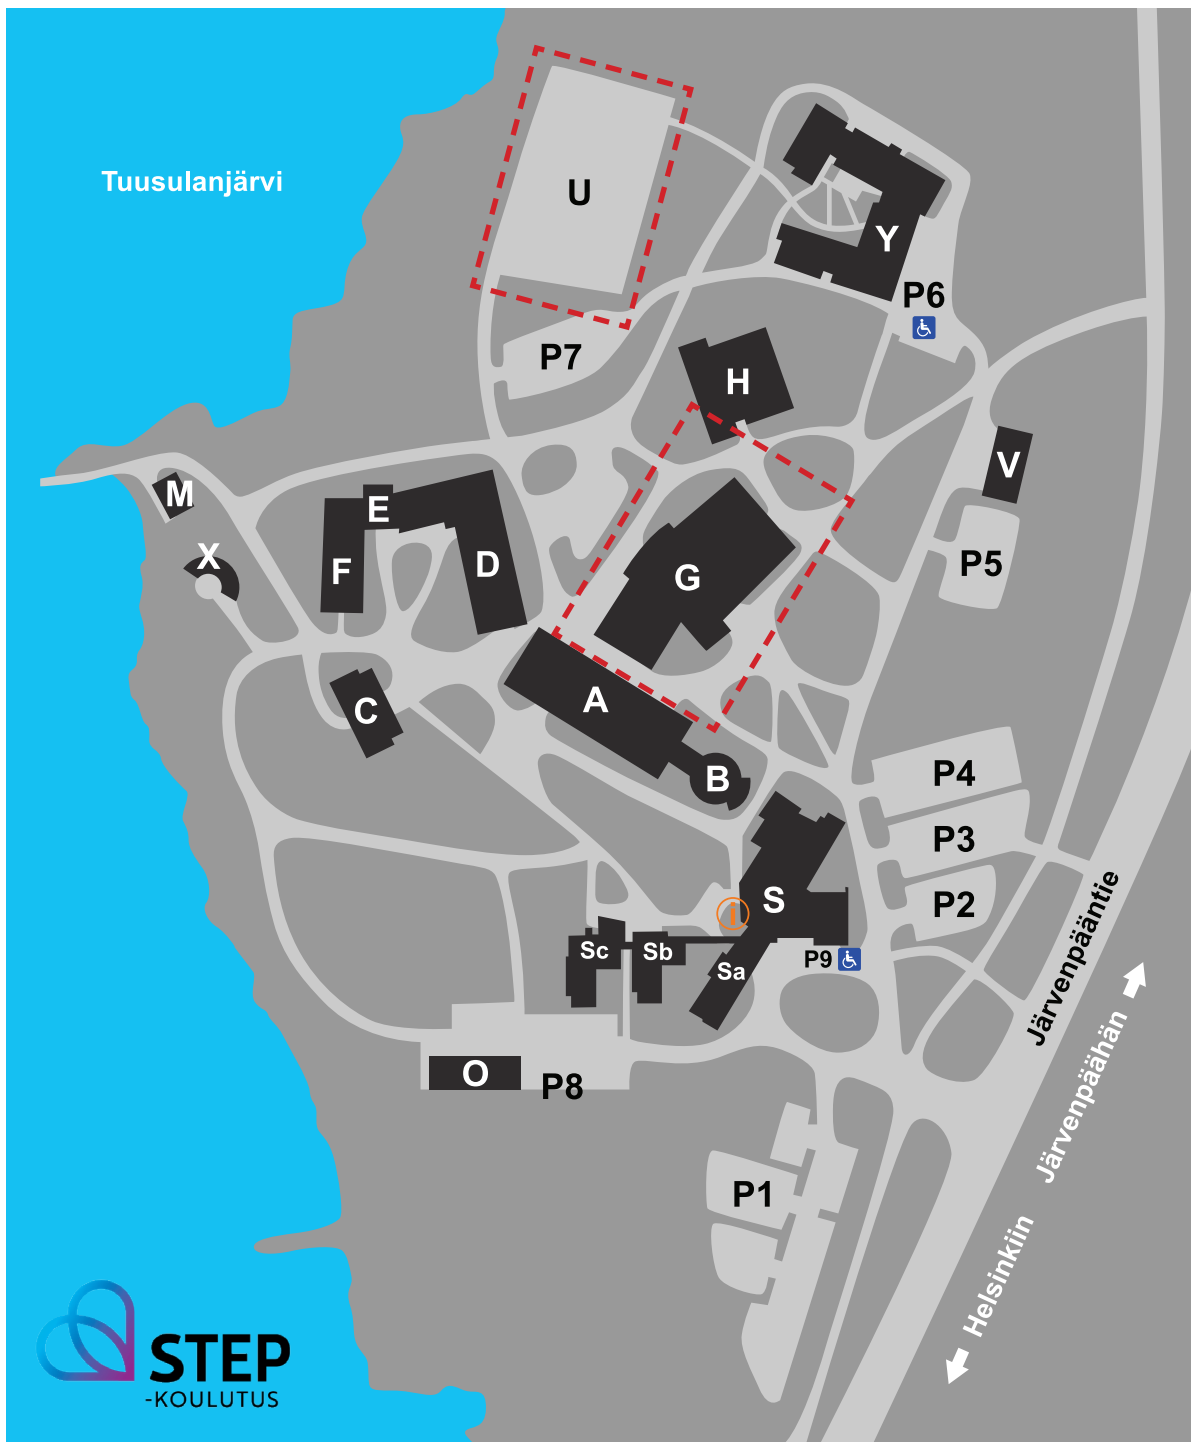 Tuusulanjärvi
U
Y
P6
P7
H
V
M
E
X
F
D
G
P5
A
C
B
P4
P3
S
P2
i
Sc
Sb
Sa
P9
Järvenpääntie
Järvenpäähän
O
P8
P1
Helsinkiin
STEP
-KOULUTUS